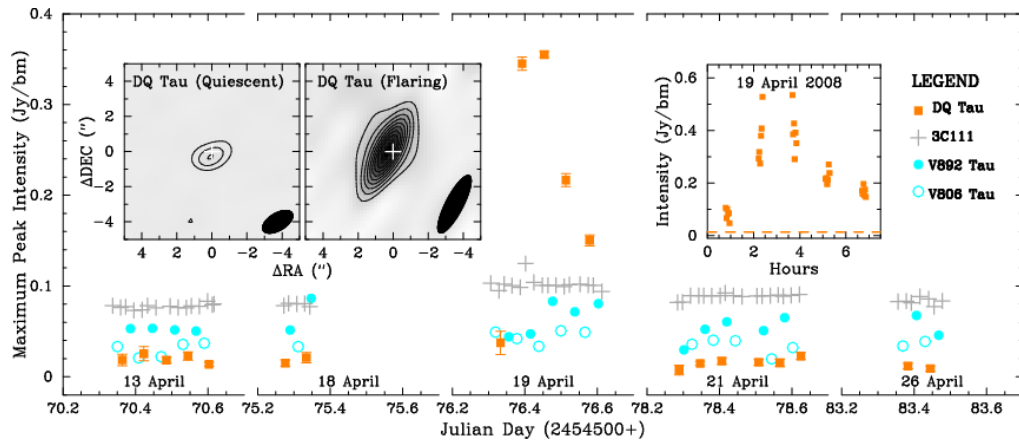 0.4
0.3
0.2
0.1
0
Maximum Peak Intensity (Jy/bm)
DQ Tau (Quiescent)
DQ Tau (Flaring)
4
2
0
−2
−4
ΔDEC (")
4 2 0 −2 −4
4 2 0 −2 −4
ΔRA (")
19 April 2008
0.6
0.4
0.2
0
Intensity (Jy/bm)
0 2 4 6
Hours
LEGEND
DQ Tau
3C111
V892 Tau
V806 Tau
13 April
18 April
19 April
21 April
26 April
70.2 70.4 70.6 75.2 75.4 75.6 76.2 76.4 76.6 78.2 78.4 78.6 83.2 83.4 83.6
Julian Day (2454500+)